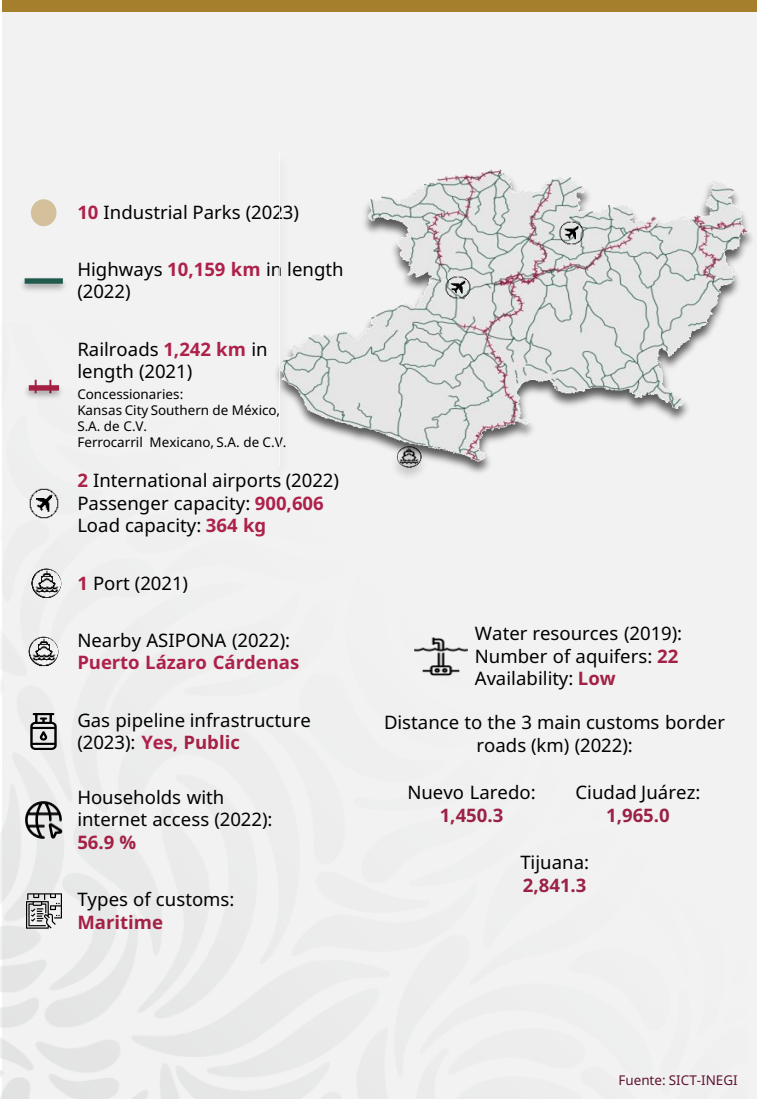 10 Industrial Parks (2023)
Highways 10,159 km in length
(2022)
Railroads 1,242 km in
length (2021)
Concessionaries:
Kansas City Southern de México,
S.A. de C.V.
Ferrocarril Mexicano, S.A. de C.V.
2 International airports (2022)
Passenger capacity: 900,606
Load capacity: 364 kg
1 Port (2021)
Nearby ASIPONA (2022):
Puerto Lázaro Cárdenas
Gas pipeline infrastructure
(2023): Yes, Public
Households with
internet access (2022):
56.9 %
Types of customs:
Maritime
Water resources (2019):
Number of aquifers: 22
Availability: Low
Distance to the 3 main customs border
roads (km) (2022):
Nuevo Laredo:
1,450.3
Ciudad Juárez:
1,965.0
Tijuana:
2,841.3
Fuente: SICT-INEGI